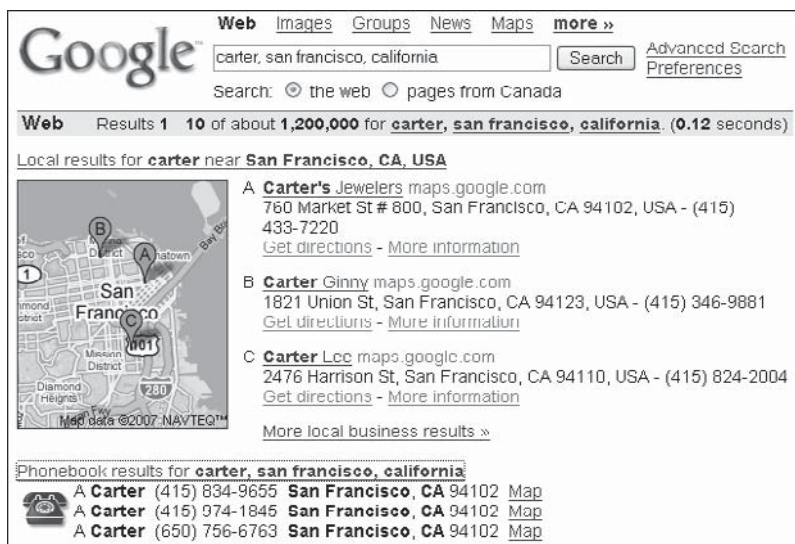 Web Images Groups News Maps more »
Google™
carter, san francisco, california Search Advanced Search
Preferences
Search: the web pages from Canada
Web Results 1 10 of about 1,200,000 for carter, san francisco, california. (0.12 seconds)
Local results for carter near San Francisco, CA, USA
A Carter's Jewelers maps.google.com
760 Market St # 800, San Francisco, CA 94102, USA - (415)
433-7220
Get directions - More information
B Carter Ginny maps.google.com
1821 Union St, San Francisco, CA 94123, USA - (415) 346-9881
Get directions - More information
C Carter Lee maps.google.com
2476 Harrison St, San Francisco, CA 94110, USA - (415) 824-2004
Get directions - More information
More local business results »
B
District
A
natown
Bay
1
San
Francisco
C
101
Mission
District
280
Diamond
Heights
Map data ©2007 NAVTEQ™
Phonebook results for carter, san francisco, california
A Carter (415) 834-9655 San Francisco, CA 94102 Map
A Carter (415) 974-1845 San Francisco, CA 94102 Map
A Carter (650) 756-6763 San Francisco, CA 94102 Map